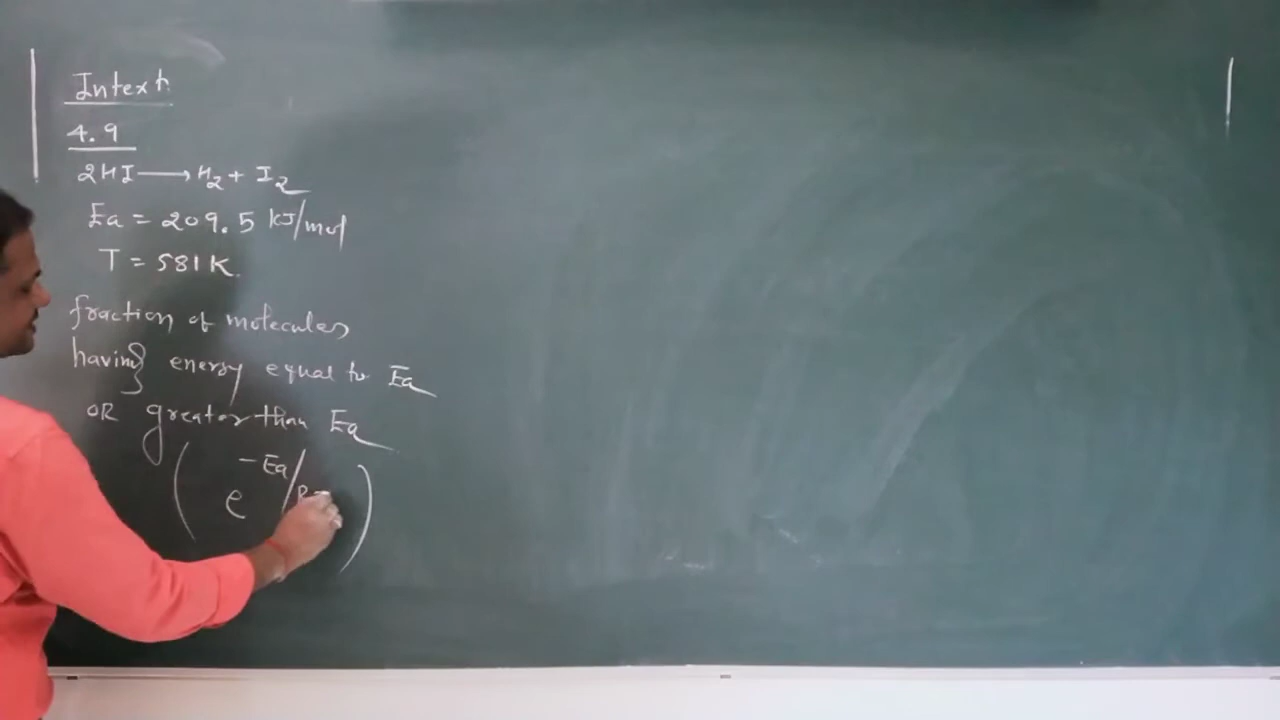 Intext
4.9
2HI → H₂ + I₂
Ea = 209.5 kJ/mol
T = 581 K.
fraction of molecules
having energy equal to Ea
OR greater than Ea
( e -Ea/R )